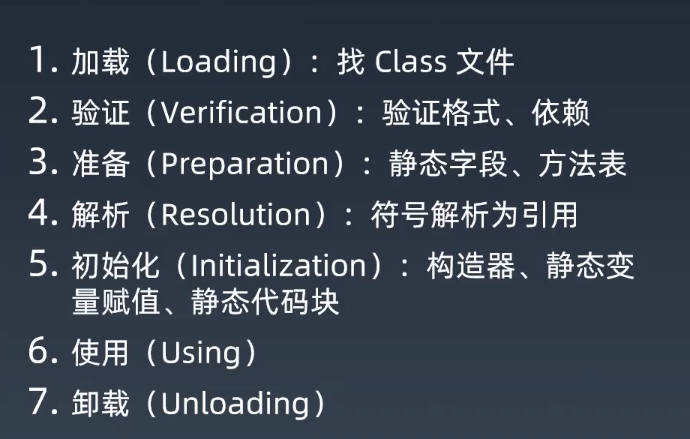 1. 加载（Loading）：找 Class 文件
2. 验证（Verification）：验证格式、依赖
3. 准备（Preparation）：静态字段、方法表
4. 解析（Resolution）：符号解析为引用
5. 初始化（Initialization）：构造器、静态变
量赋值、静态代码块
6. 使用（Using）
7. 卸载（Unloading）